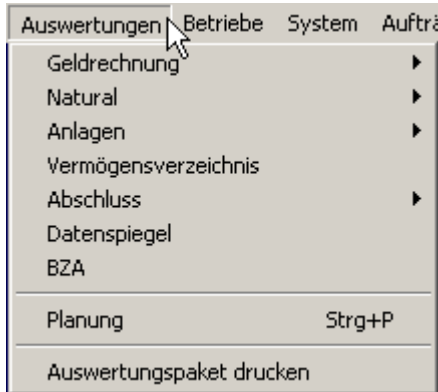 Auswertungen Betriebe System
Geldrechnung
Natural
Anlagen
Vermögensverzeichnis
Abschluss
Datenspiegel
BZA
Planung Strg+P
Auswertungspaket drucken